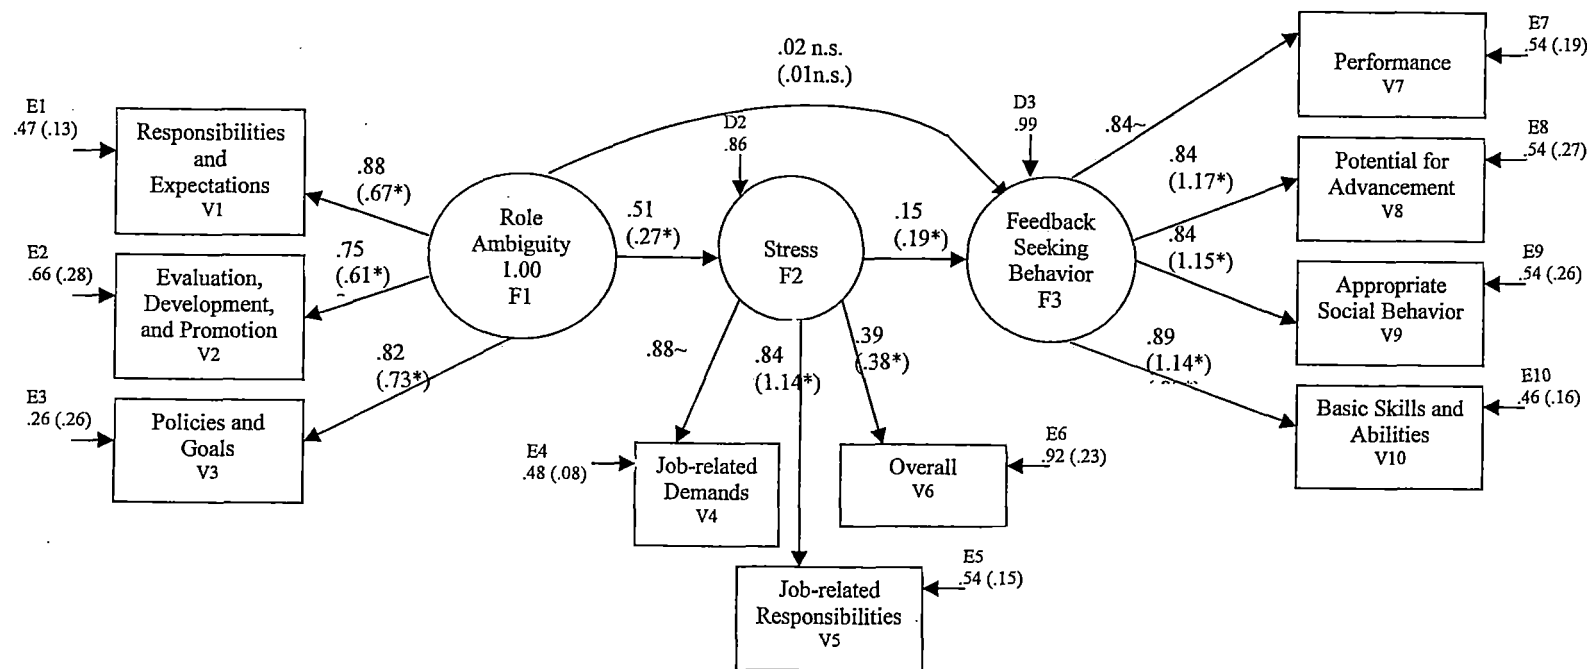 E1
.47 (.13)
Responsibilities
and
Expectations
V1
E2
.66 (.28)
Evaluation,
Development,
and Promotion
V2
E3
.26 (.26)
Policies and
Goals
V3
.88
(.67*)
.75
(.61*)
.82
(.73*)
Role
Ambiguity
1.00
F1
.02 n.s.
(.01n.s.)
.51
(.27*)
D2
.86
Stress
F2
.15
(.19*)
D3
.99
Feedback
Seeking
Behavior
F3
.88~
.84
(1.14*)
.39
(.38*)
E4
.48 (.08)
Job-related
Demands
V4
E5
.54 (.15)
Job-related
Responsibilities
V5
E6
.92 (.23)
Overall
V6
.84~
.84
(1.17*)
.84
(1.15*)
.89
(1.14*)
E7
.54 (.19)
Performance
V7
E8
.54 (.27)
Potential for
Advancement
V8
E9
.54 (.26)
Appropriate
Social Behavior
V9
E10
.46 (.16)
Basic Skills and
Abilities
V10